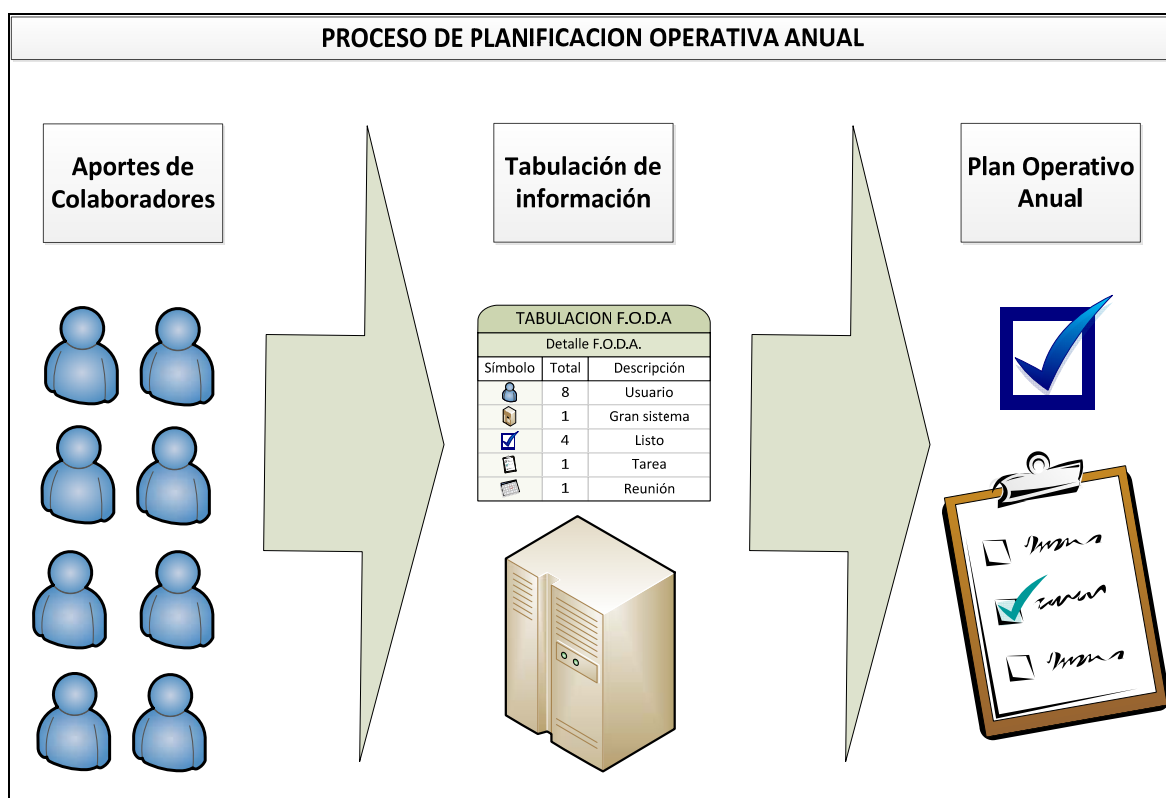 PROCESO DE PLANIFICACION OPERATIVA ANUAL
Aportes de
Colaboradores
Tabulación de
información
Plan Operativo
Anual
TABULACION F.O.D.A
Detalle F.O.D.A.
Símbolo Total Descripción
8 Usuario
1 Gran sistema
4 Listo
1 Tarea
1 Reunión